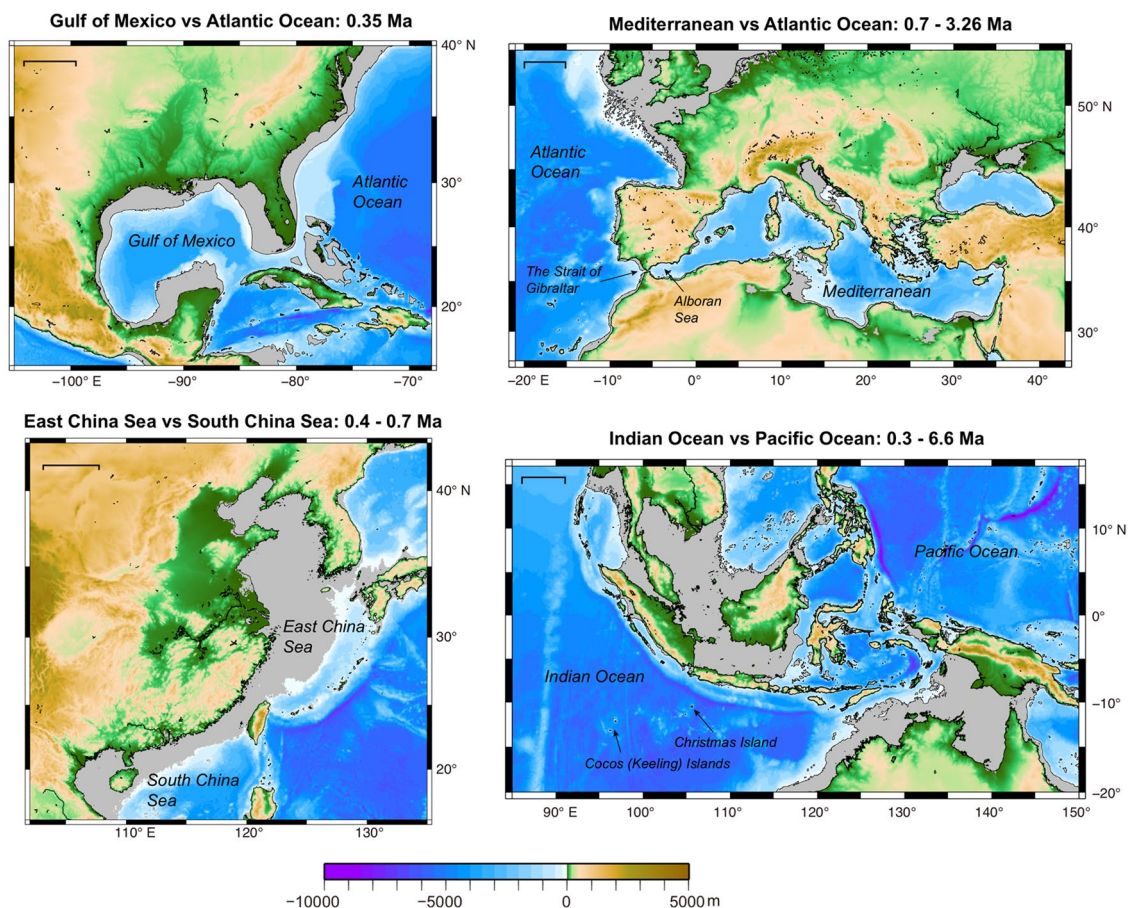 Gulf of Mexico vs Atlantic Ocean: 0.35 Ma
40° N
30°
20°
−100° E
−90°
−80°
−70°
Atlantic
Ocean
Gulf of Mexico
Mediterranean vs Atlantic Ocean: 0.7 - 3.26 Ma
50° N
40°
30°
−20° E
−10°
0°
10°
20°
30°
40°
Atlantic
Ocean
The Strait of
Gibraltar
Alboran
Sea
Mediterranean
East China Sea vs South China Sea: 0.4 - 0.7 Ma
40° N
30°
20°
110° E
120°
130°
East China
Sea
South China
Sea
Indian Ocean vs Pacific Ocean: 0.3 - 6.6 Ma
10° N
0°
−10°
−20°
90° E
100°
110°
120°
130°
140°
150°
Pacific Ocean
Indian Ocean
Christmas Island
Cocos (Keeling) Islands
−10000
−5000
0
5000 m